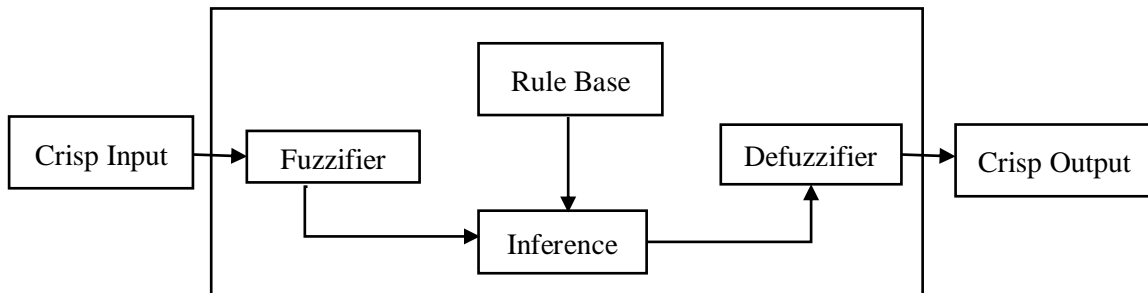 Rule Base
Crisp Input
Fuzzifier
Defuzzifier
Crisp Output
Inference